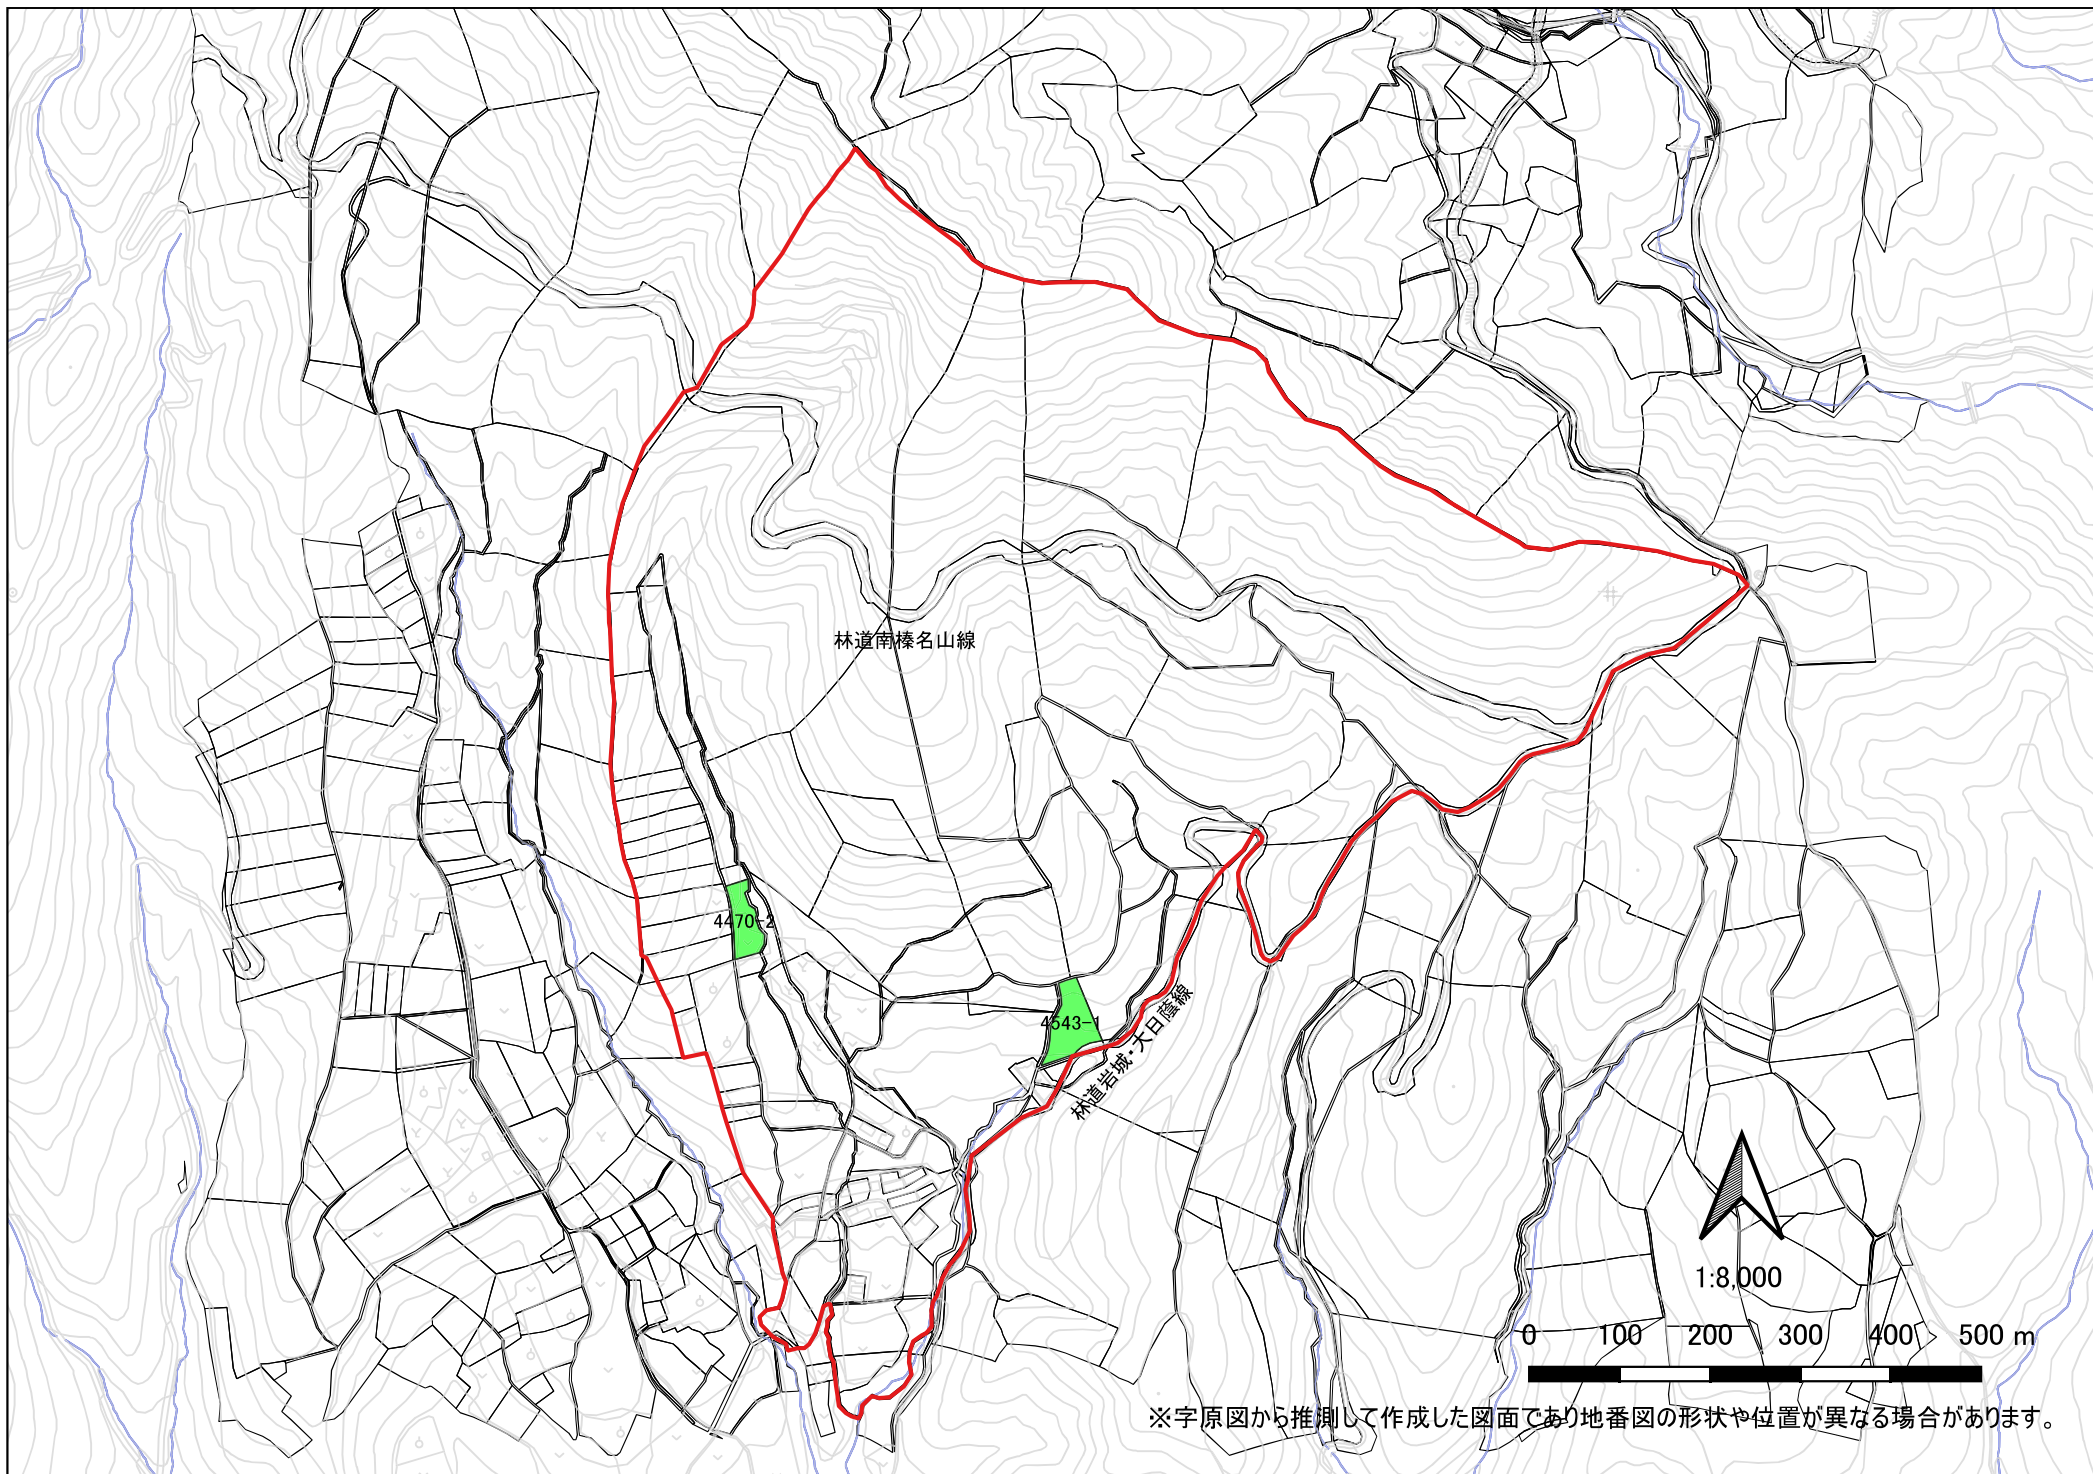 林道南榛名山線
4470-2
4543-1
林道岩城・大日蔭線
1:8,000
0 100 200 300 400 500 m
※字原図から推測して作成した図面であり地番図の形状や位置が異なる場合があります。